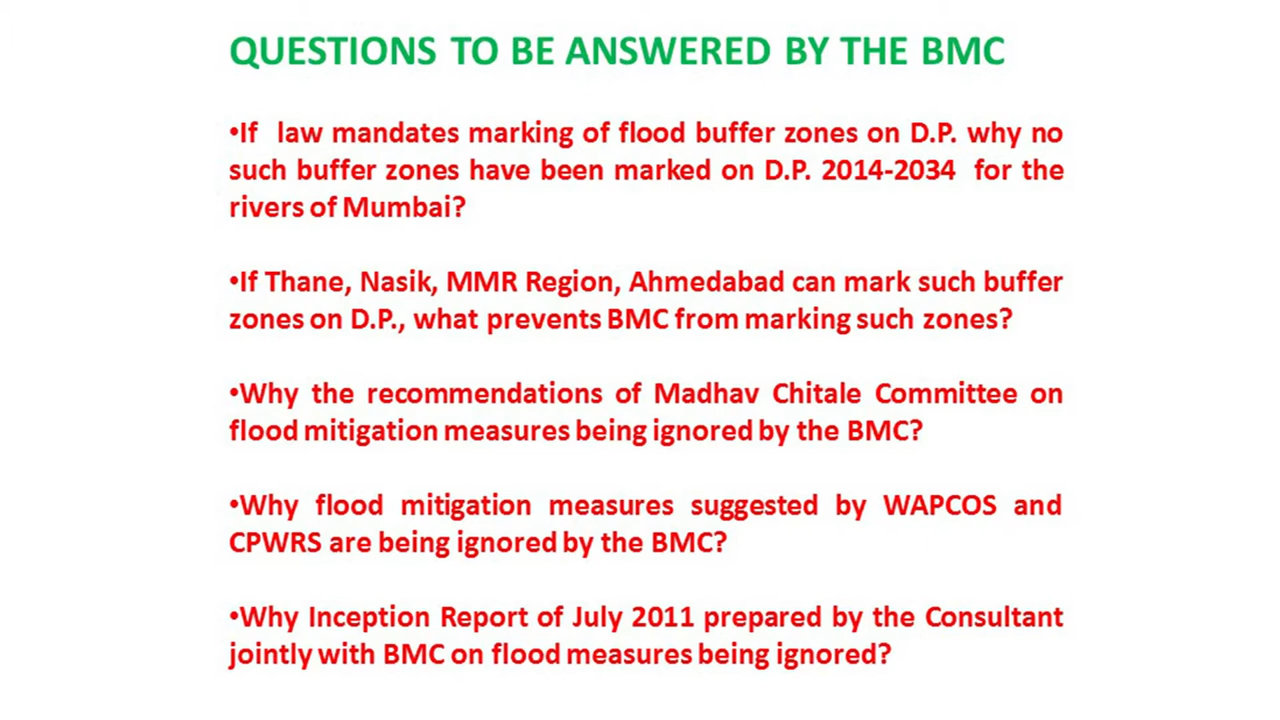 QUESTIONS TO BE ANSWERED BY THE BMC
•If law mandates marking of flood buffer zones on D.P. why no
such buffer zones have been marked on D.P. 2014-2034 for the
rivers of Mumbai?
•If Thane, Nasik, MMR Region, Ahmedabad can mark such buffer
zones on D.P., what prevents BMC from marking such zones?
•Why the recommendations of Madhav Chitale Committee on
flood mitigation measures being ignored by the BMC?
•Why flood mitigation measures suggested by WAPCOS and
CPWRS are being ignored by the BMC?
•Why Inception Report of July 2011 prepared by the Consultant
jointly with BMC on flood measures being ignored?